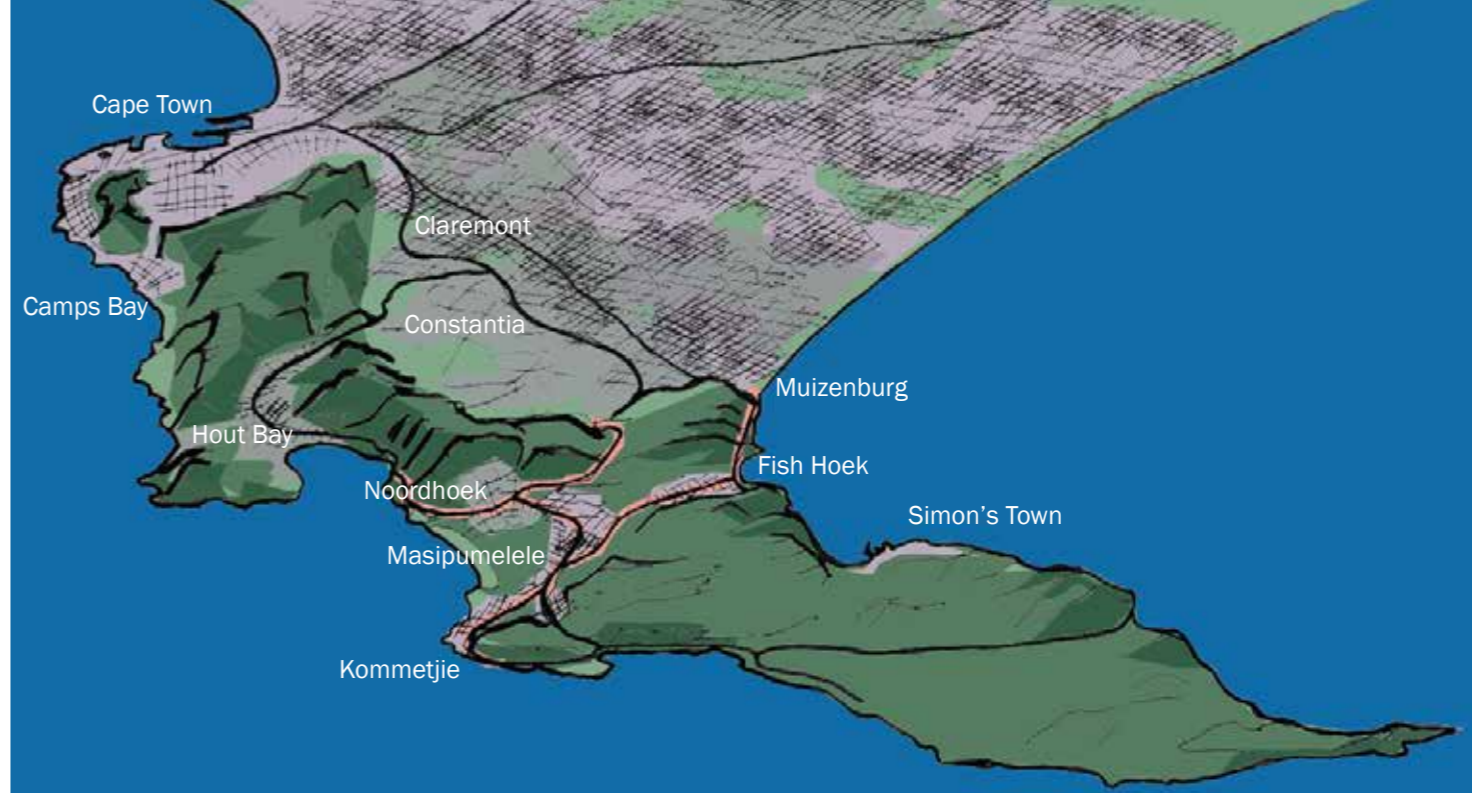 Cape Town
Claremont
Camps Bay
Constantia
Muizenburg
Hout Bay
Fish Hoek
Noordhoek
Simon's Town
Masipumelele
Kommetjie